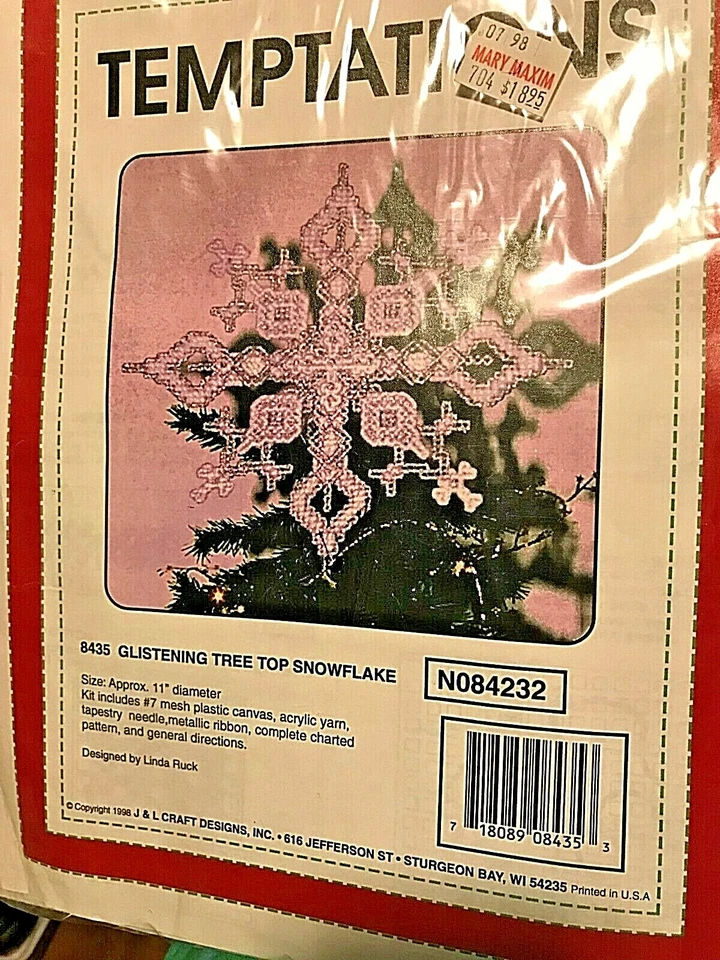 TEMPTATIONS
07 98
MARY MAXIM
704 $1895
8435 GLISTENING TREE TOP SNOWFLAKE
N084232
Size: Approx. 11" diameter
Kit includes #7 mesh plastic canvas, acrylic yarn,
tapestry needle,metallic ribbon, complete charted
pattern, and general directions.
Designed by Linda Ruck
7 18089 08435 3
© Copyright 1998 J & L CRAFT DESIGNS, INC. • 616 JEFFERSON ST • STURGEON BAY, WI 54235 Printed in U.S.A